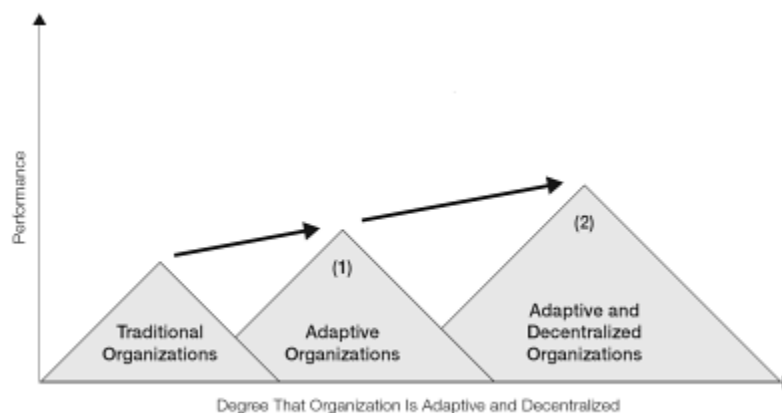 Performance
(1)
(2)
Traditional
Organizations
Adaptive
Organizations
Adaptive and
Decentralized
Organizations
Degree That Organization Is Adaptive and Decentralized